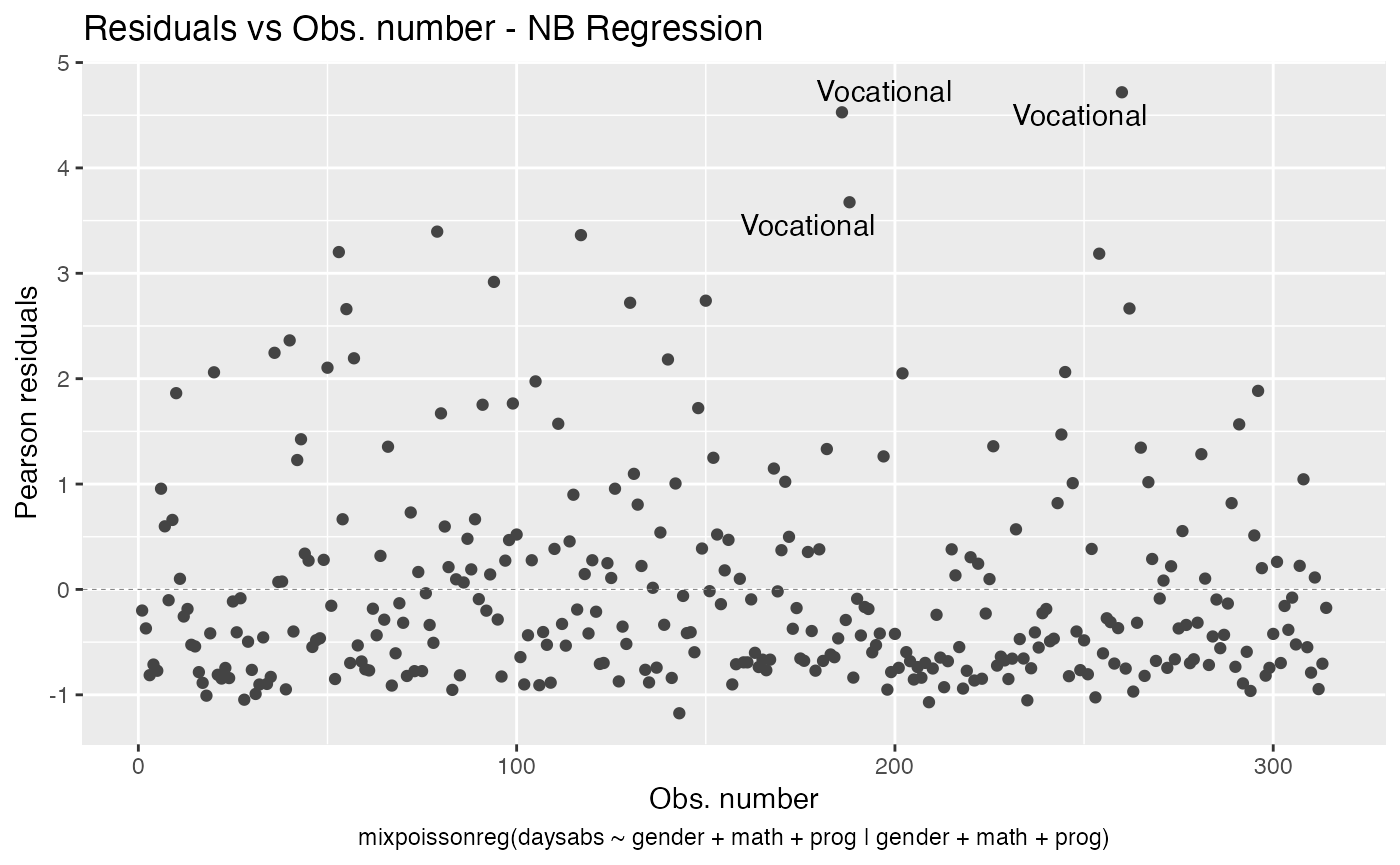 Residuals vs Obs. number - NB Regression
5
4
3
2
1
0
-1
Pearson residuals
Vocational
Vocational
Vocational
0 100 200 300
Obs. number
mixpoissonreg(daysabs ~ gender + math + prog | gender + math + prog)